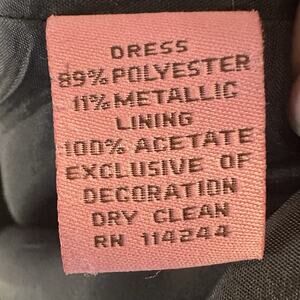 DRESS
89% POLYESTER
11% METALLIC
LINING
100% ACETATE
EXCLUSIVE OF
DECORATION
DRY CLEAN
RN 114244